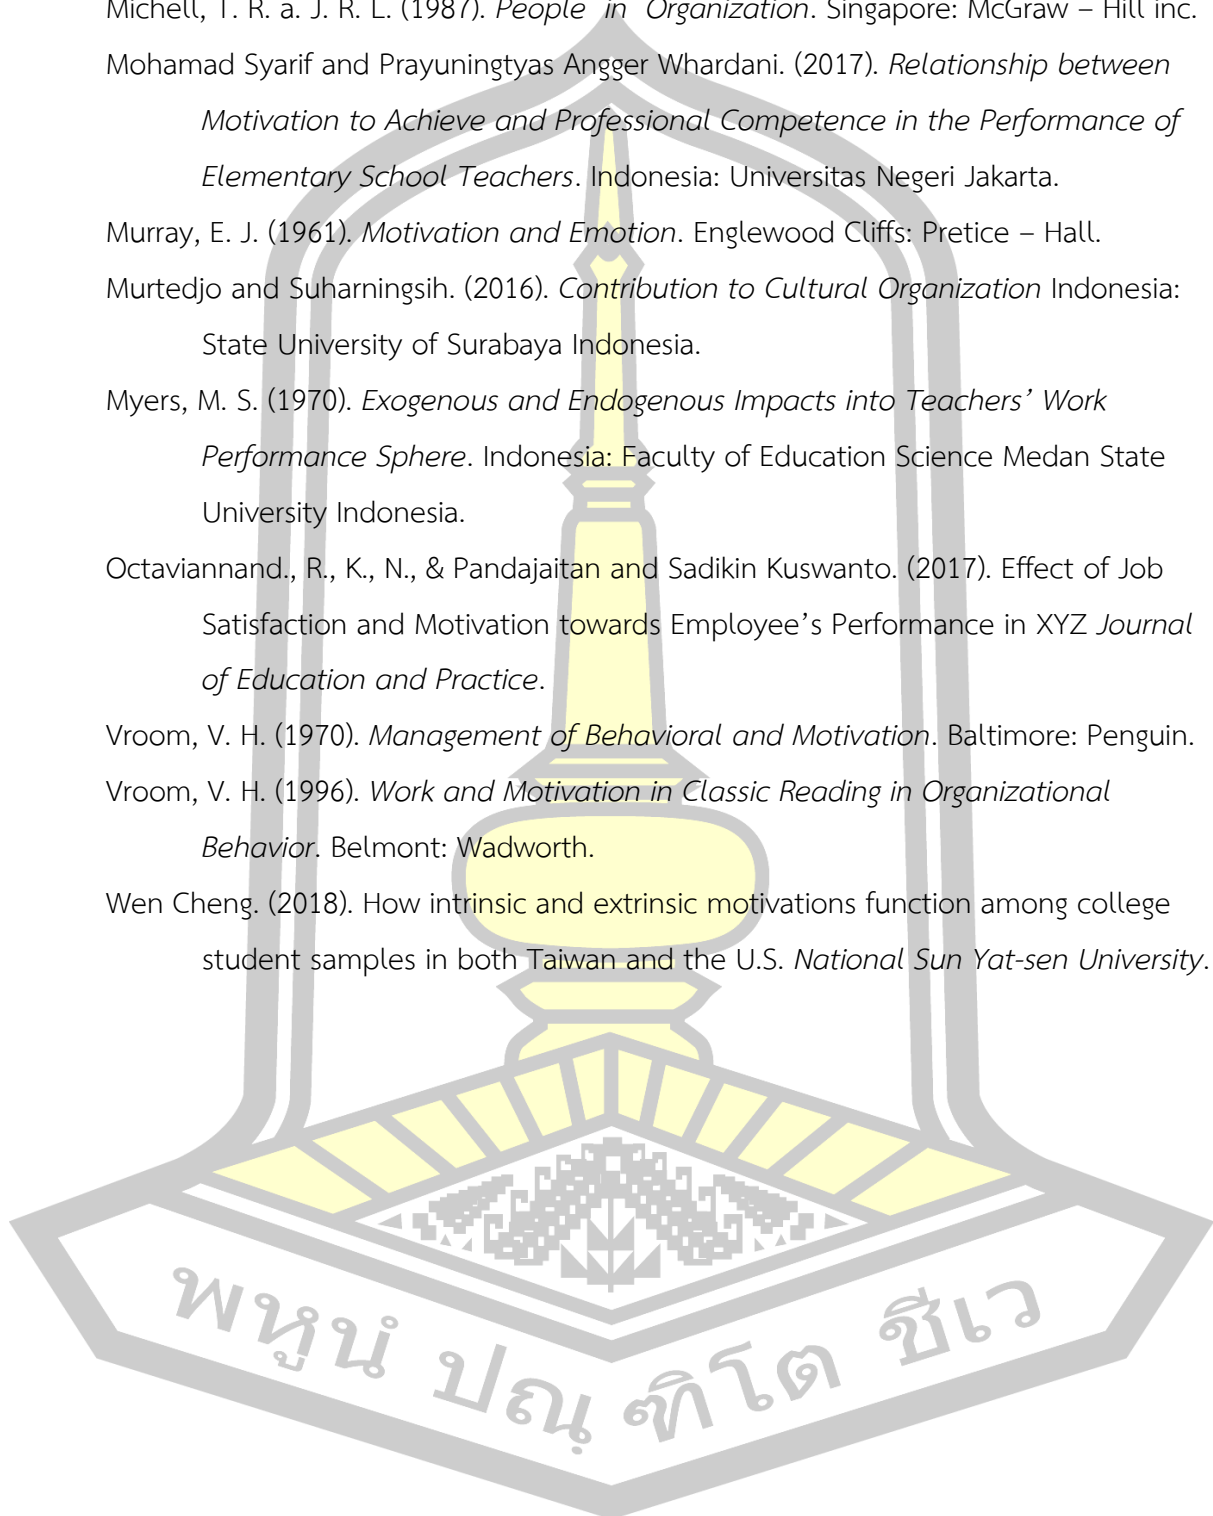 Michell, T. R. a. J. R. L. (1987). People in Organization. Singapore: McGraw – Hill inc.
Mohamad Syarif and Prayuningtyas Angger Whardani. (2017). Relationship between
Motivation to Achieve and Professional Competence in the Performance of
Elementary School Teachers. Indonesia: Universitas Negeri Jakarta.
Murray, E. J. (1961). Motivation and Emotion. Englewood Cliffs: Pretice – Hall.
Murtedjo and Suharningsih. (2016). Contribution to Cultural Organization Indonesia:
State University of Surabaya Indonesia.
Myers, M. S. (1970). Exogenous and Endogenous Impacts into Teachers’ Work
Performance Sphere. Indonesia: Faculty of Education Science Medan State
University Indonesia.
Octaviannand., R., K., N., & Pandajaitan and Sadikin Kuswanto. (2017). Effect of Job
Satisfaction and Motivation towards Employee’s Performance in XYZ Journal
of Education and Practice.
Vroom, V. H. (1970). Management of Behavioral and Motivation. Baltimore: Penguin.
Vroom, V. H. (1996). Work and Motivation in Classic Reading in Organizational
Behavior. Belmont: Wadworth.
Wen Cheng. (2018). How intrinsic and extrinsic motivations function among college
student samples in both Taiwan and the U.S. National Sun Yat-sen University.
พหูนํ ปณฺฑิโต ชีเว